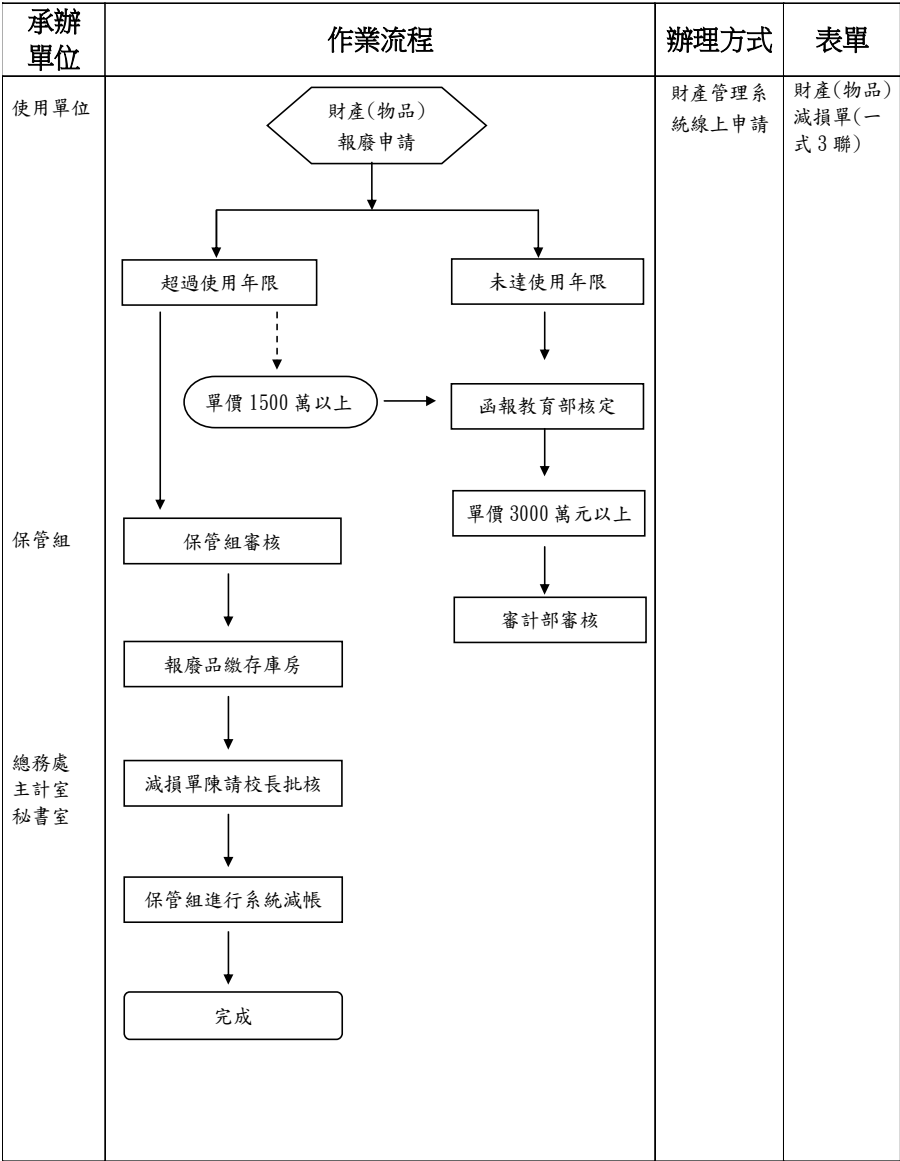 承辦
單位
作業流程
辦理方式
表單
使用單位
財產(物品)
報廢申請
財產管理系
統線上申請
財產(物品)
減損單(一
式3聯)
超過使用年限
未達使用年限
單價1500萬以上
函報教育部核定
單價3000萬元以上
保管組
保管組審核
審計部審核
報廢品繳存庫房
總務處
主計室
秘書室
減損單陳請校長批核
保管組進行系統減帳
完成